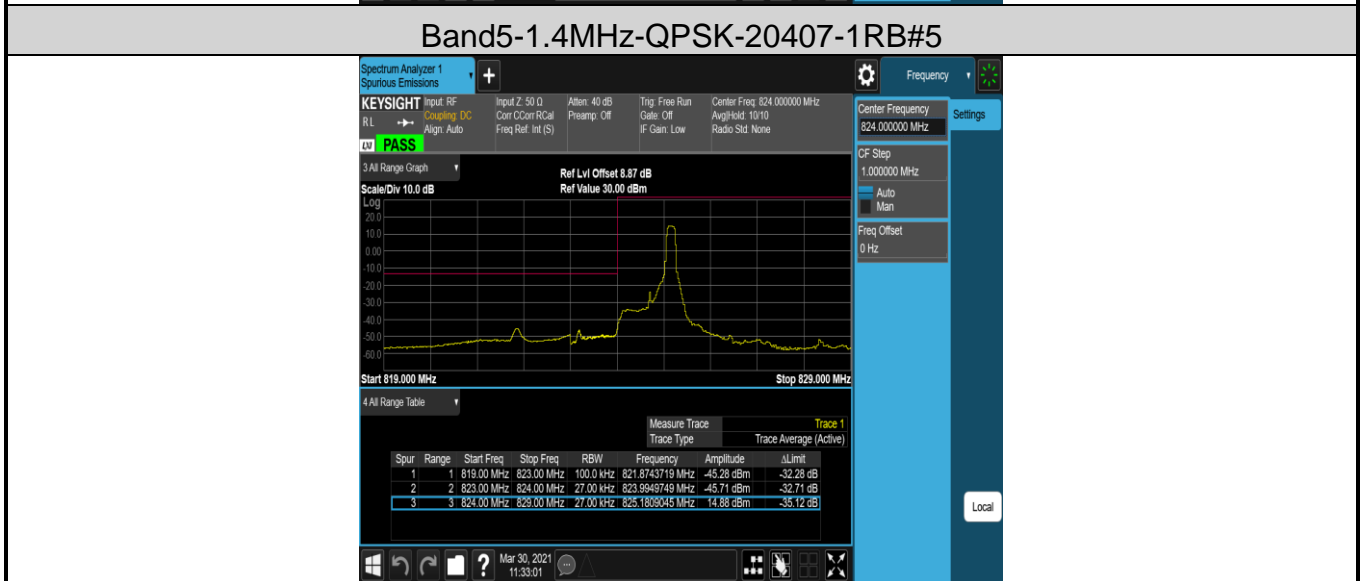 Band5-1.4MHz-QPSK-20407-1RB#5
Spectrum Analyzer 1
Spurious Emissions
+
Frequency
KEYSIGHT Input: RF Input Z: 50 Ω Atten: 40 dB Trig: Free Run Center Freq: 824.000000 MHz
RL Coupling: DC Corr CCorr RCal Preamp: Off Gate: Off Avg|Hold: 10/10
Align: Auto Freq Ref: Int (S) IF Gain: Low Radio Std: None
LXI PASS
Center Frequency
824.000000 MHz
Settings
CF Step
1.000000 MHz
Auto
Man
Freq Offset
0 Hz
3 All Range Graph
Ref Lvl Offset 8.87 dB
Scale/Div 10.0 dB Ref Value 30.00 dBm
Log
20.0
10.0
0.00
-10.0
-20.0
-30.0
-40.0
-50.0
-60.0
Start 819.000 MHz Stop 829.000 MHz
4 All Range Table
Measure Trace Trace 1
Trace Type Trace Average (Active)
Spur Range Start Freq Stop Freq RBW Frequency Amplitude ΔLimit
1 1 819.00 MHz 823.00 MHz 100.0 kHz 821.8743719 MHz -45.28 dBm -32.28 dB
2 2 823.00 MHz 824.00 MHz 27.00 kHz 823.9949749 MHz -45.71 dBm -32.71 dB
3 3 824.00 MHz 829.00 MHz 27.00 kHz 825.1809045 MHz 14.88 dBm -35.12 dB
Local
? Mar 30, 2021
11:33:01